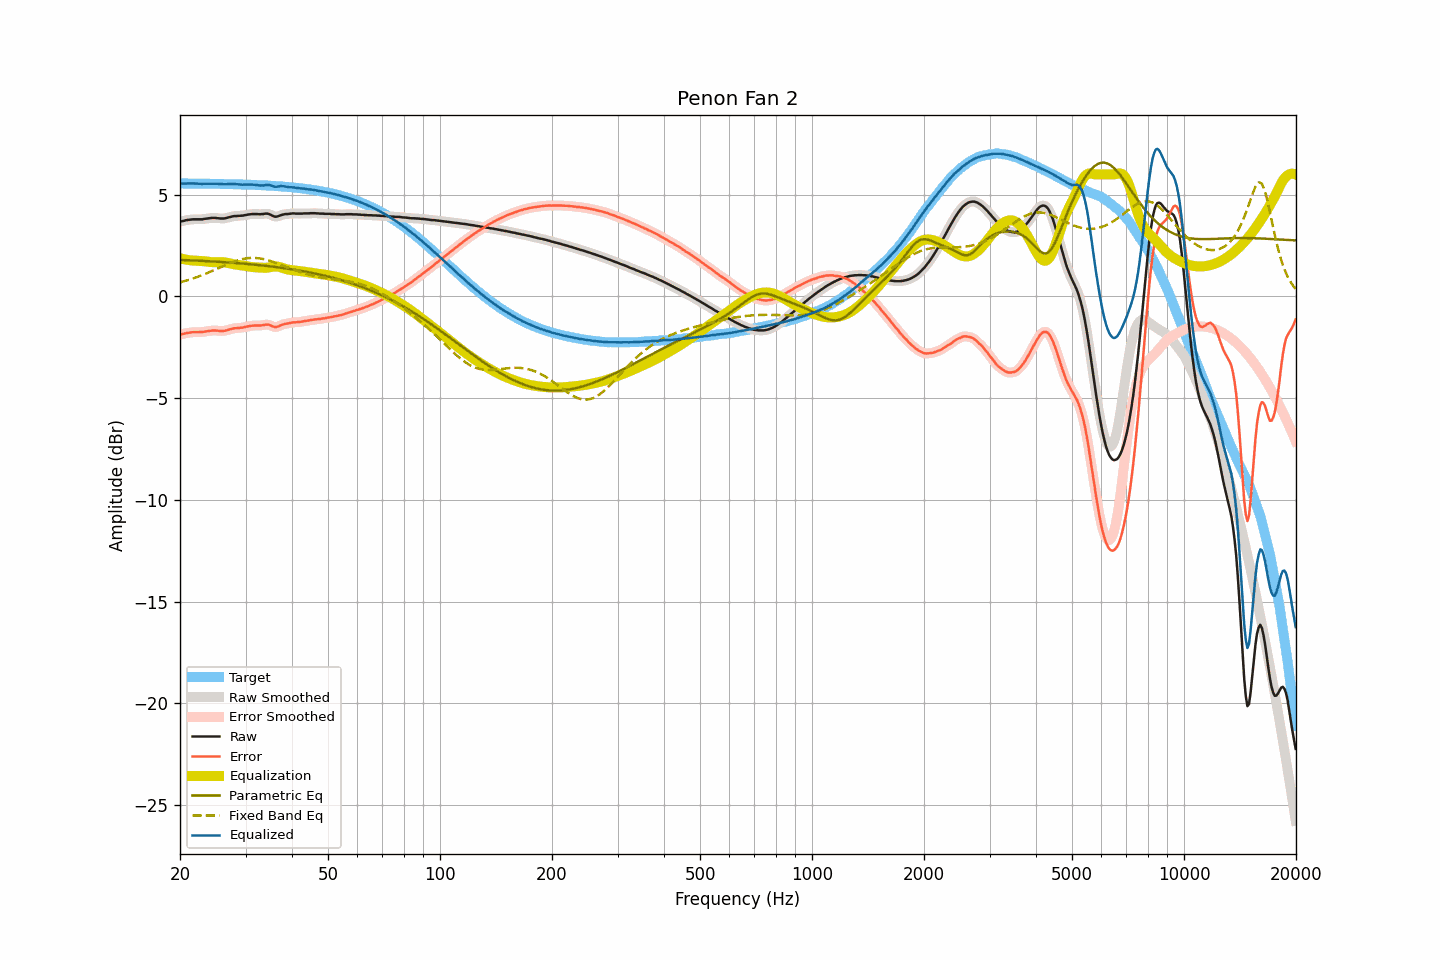 Penon Fan 2
Amplitude (dBr)
5
0
−5
−10
−15
−20
−25
Target
Raw Smoothed
Error Smoothed
Raw
Error
Equalization
Parametric Eq
Fixed Band Eq
Equalized
20 50 100 200 500 1000 2000 5000 10000 20000
Frequency (Hz)